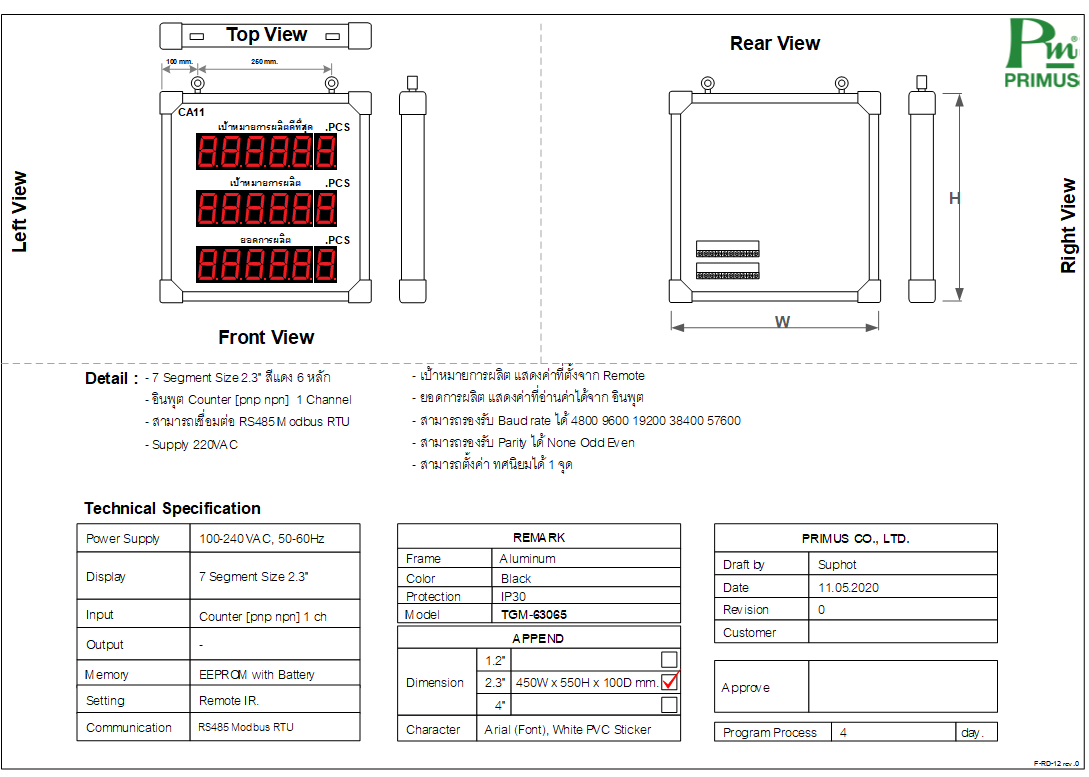 Top View
Rear View
Pm®
PRIMUS
100 mm.
250 mm.
CA11
เป้าหมายการผลิตดีที่สุด .PCS
8.8.8.8.8.8
เป้าหมายการผลิต .PCS
8.8.8.8.8.8
ยอดการผลิต .PCS
8.8.8.8.8.8
Left View
Right View
H
W
Front View
Detail :
- 7 Segment Size 2.3" สีแดง 6 หลัก
- อินพุต Counter [pnp npn] 1 Channel
- สามารถเชื่อมต่อ RS485 Modbus RTU
- Supply 220VAC
- เป้าหมายการผลิต แสดงค่าที่ตั้งจาก Remote
- ยอดการผลิต แสดงค่าที่อ่านค่าได้จาก อินพุต
- สามารถรองรับ Baud rate ได้ 4800 9600 19200 38400 57600
- สามารถรองรับ Parity ได้ None Odd Even
- สามารถตั้งค่า ทศนิยมได้ 1 จุด
Technical Specification
Power Supply 100-240 VAC, 50-60Hz
Display 7 Segment Size 2.3"
Input Counter [pnp npn] 1 ch
Output -
Memory EEPROM with Battery
Setting Remote IR.
Communication RS485 Modbus RTU
REMARK
Frame Aluminum
Color Black
Protection IP30
Model TGM-63065
APPEND
Dimension
1.2"
2.3" 450W x 550H x 100D mm.
4"
Character Arial (Font), White PVC Sticker
PRIMUS CO., LTD.
Draft by Suphot
Date 11.05.2020
Revision 0
Customer
Approve
Program Process 4 day.
F-RD-12 rev .0